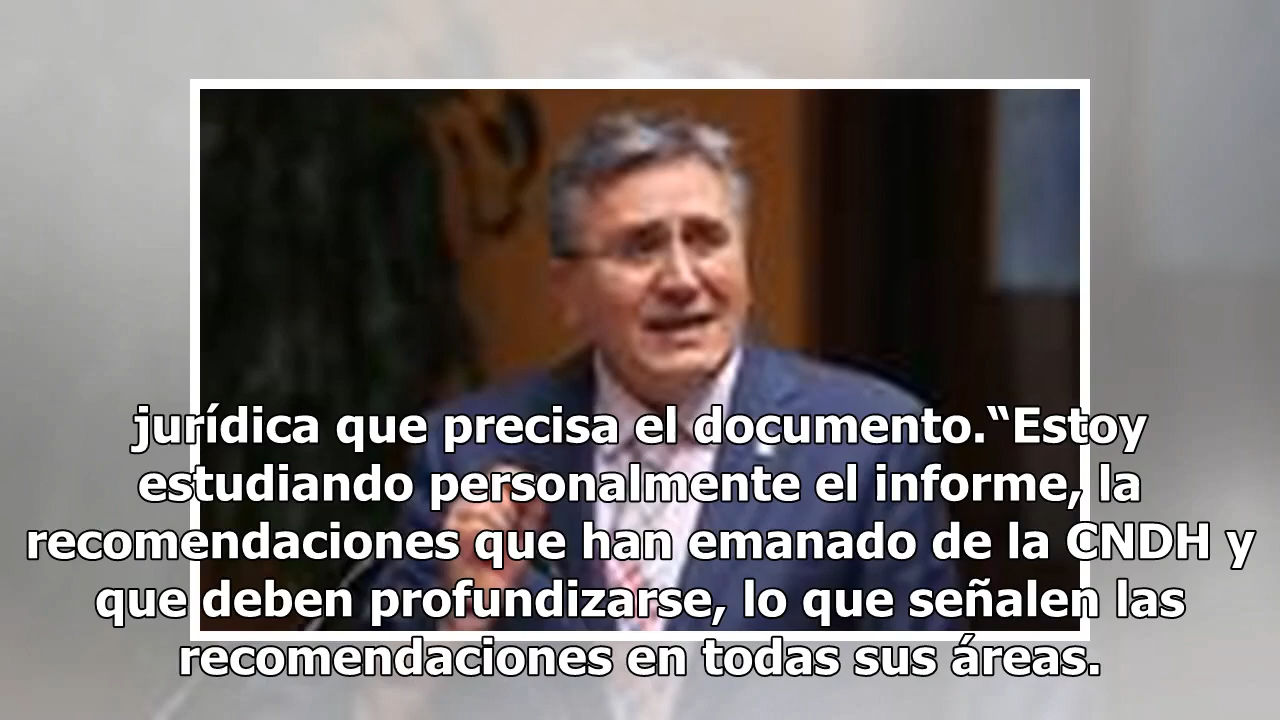 jurídica que precisa el documento.“Estoy
estudiando personalmente el informe, la
recomendaciones que han emanado de la CNDH y
que deben profundizarse, lo que señalen las
recomendaciones en todas sus áreas.